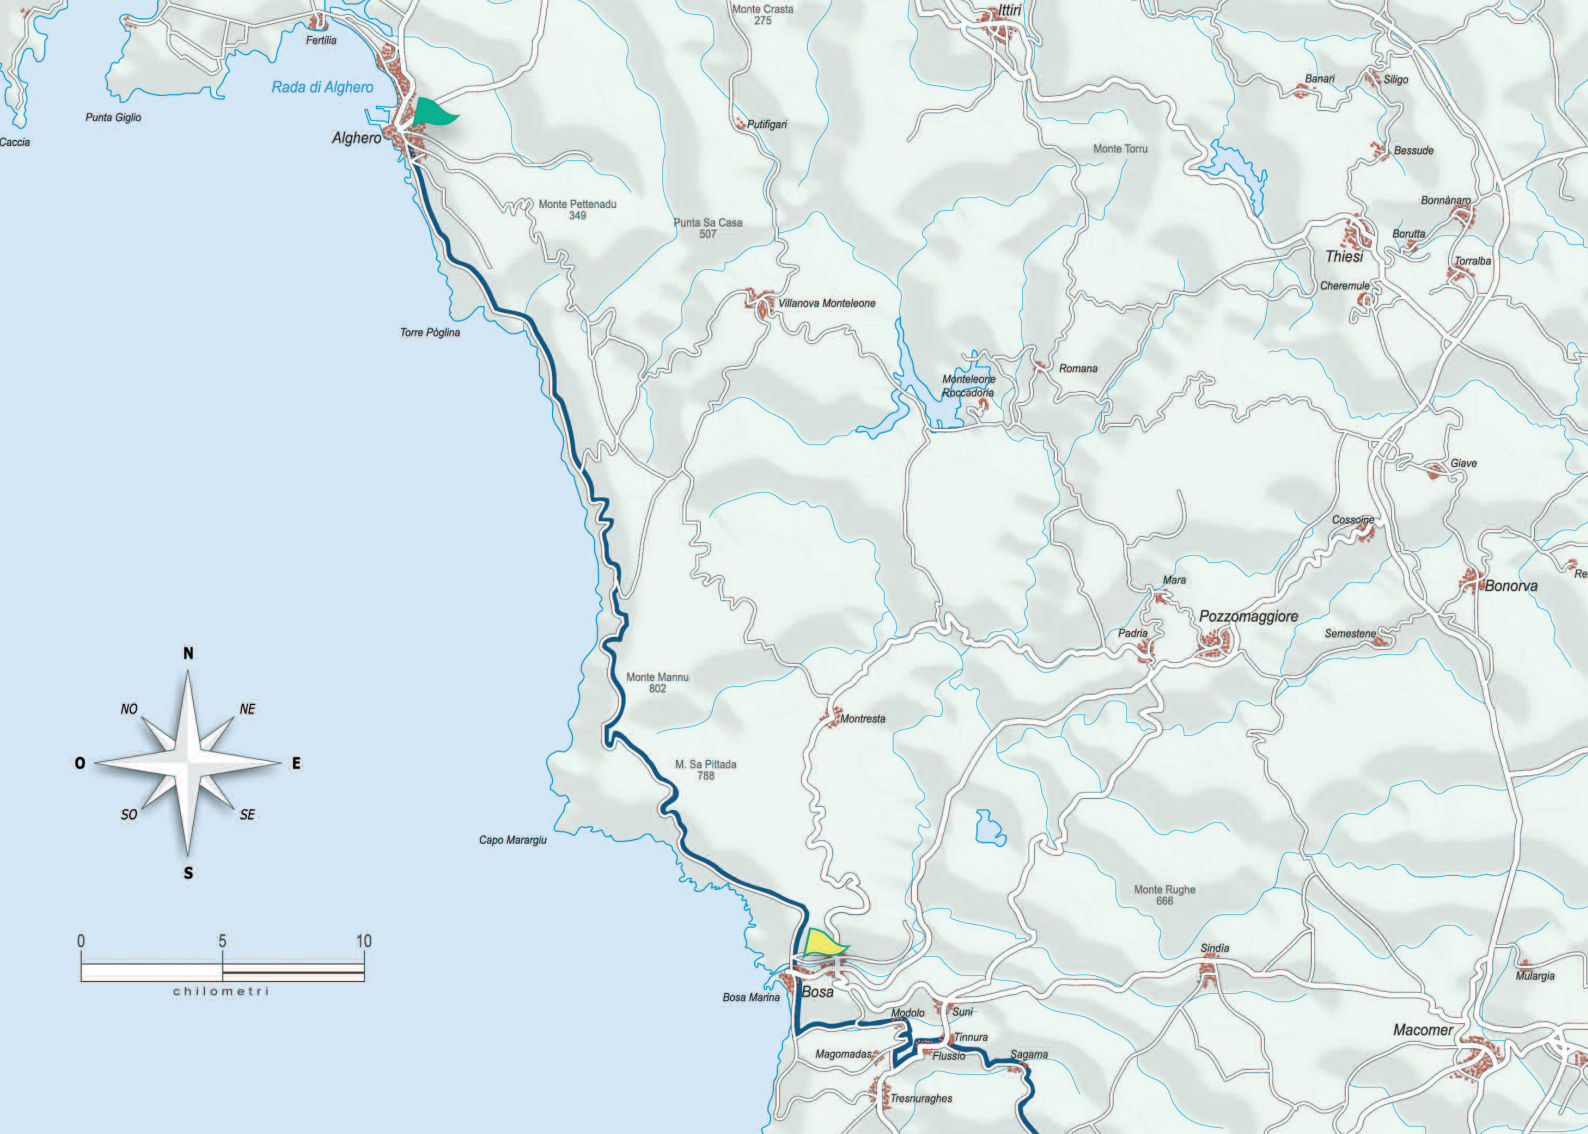 Monte Crasta
275
Ittiri
Fertilia
Rada di Alghero
Banari
Siligo
Punta Giglio
Putifigari
Alghero
Caccia
Monte Torru
Bessude
Monte Pettenadu
349
Bonnànaro
Punta Sa Casa
507
Borutta
Thiesi
Torralba
Cheremule
Villanova Monteleone
Torre Pòglina
Romana
Monteleone
Roccadoria
Giave
Cossoine
Mara
Re
Bonorva
Pozzomaggiore
Padria
Semestene
N
NO
NE
O
E
SO
SE
S
Monte Mannu
802
Montresta
M. Sa Pittada
788
Capo Marargiu
Monte Rughe
666
0
5
10
chilometri
Sindia
Mulargia
Bosa Marina
Bosa
Modolo
Suni
Macomer
Tinnura
Magomadas
Flussio
Sagama
Tresnuraghes